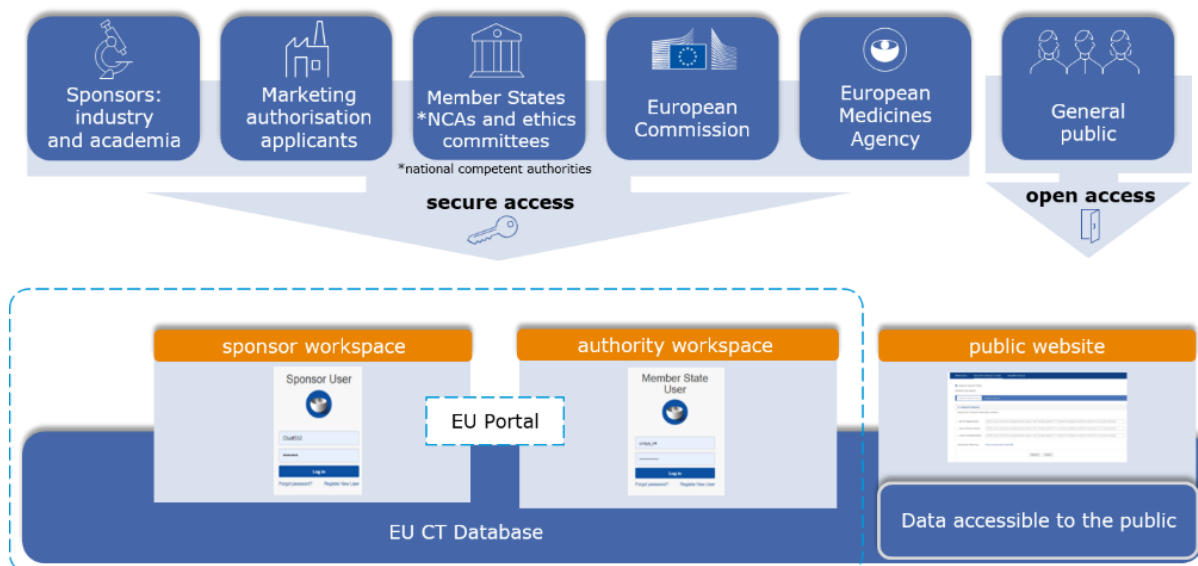 Sponsors:
industry
and academia
Marketing
authorisation
applicants
Member States
*NCAs and ethics
committees
European
Commission
European
Medicines
Agency
General
public
*national competent authorities
secure access
open access
sponsor workspace
authority workspace
public website
Sponsor User
Member State
User
EU Portal
Log in
Forgot password? Register New User
Log in
Forgot password? Register New User
EU CT Database
Data accessible to the public